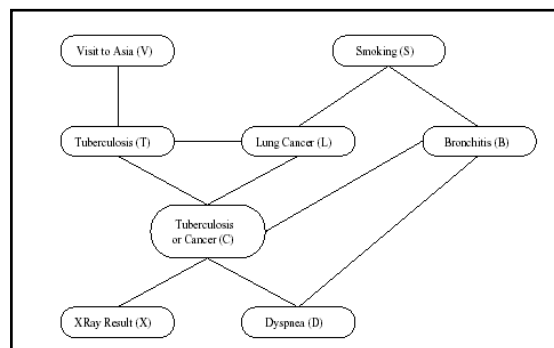 Visit to Asia (V)
Smoking (S)
Tuberculosis (T)
Lung Cancer (L)
Bronchitis (B)
Tuberculosis
or Cancer (C)
XRay Result (X)
Dyspnea (D)